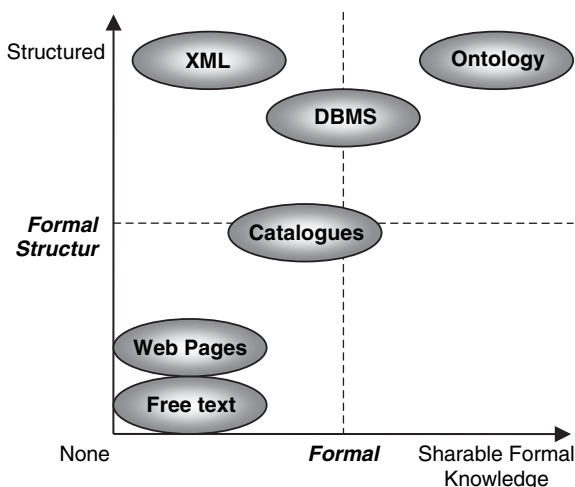 Structured
XML
Ontology
DBMS
Formal
Structur
Catalogues
Web Pages
Free text
None
Formal
Sharable Formal
Knowledge